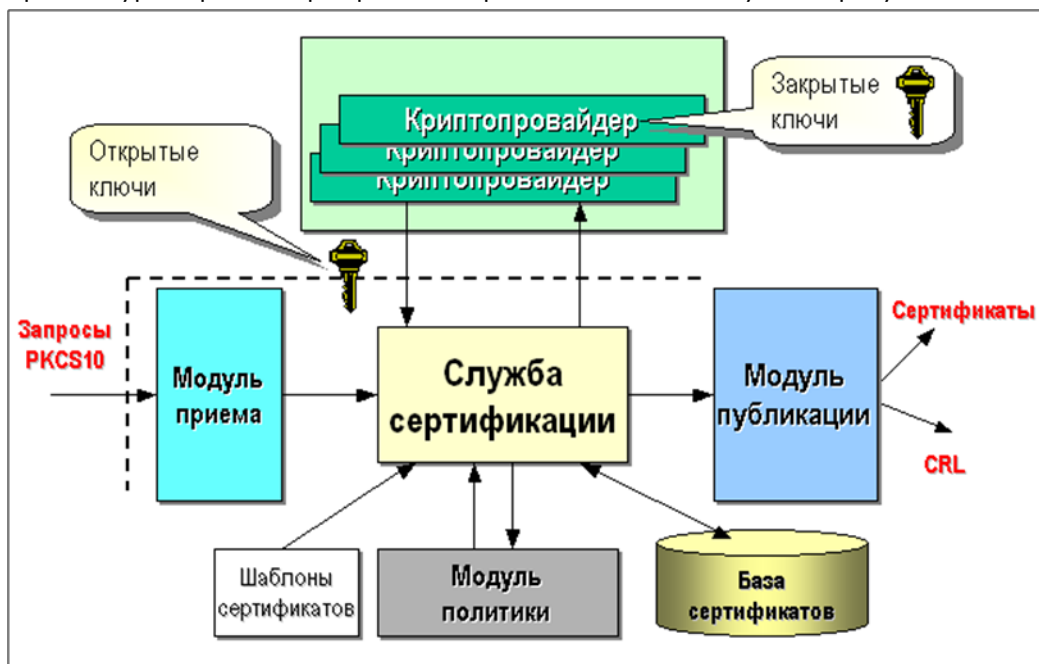 Криптопровайдер
Криптопровайдер
Криптопровайдер
Закрытые
ключи
Открытые
ключи
Запросы
PKCS10
Модуль
приема
Служба
сертификации
Модуль
публикации
Сертификаты
CRL
Шаблоны
сертификатов
Модуль
политики
База
сертификатов